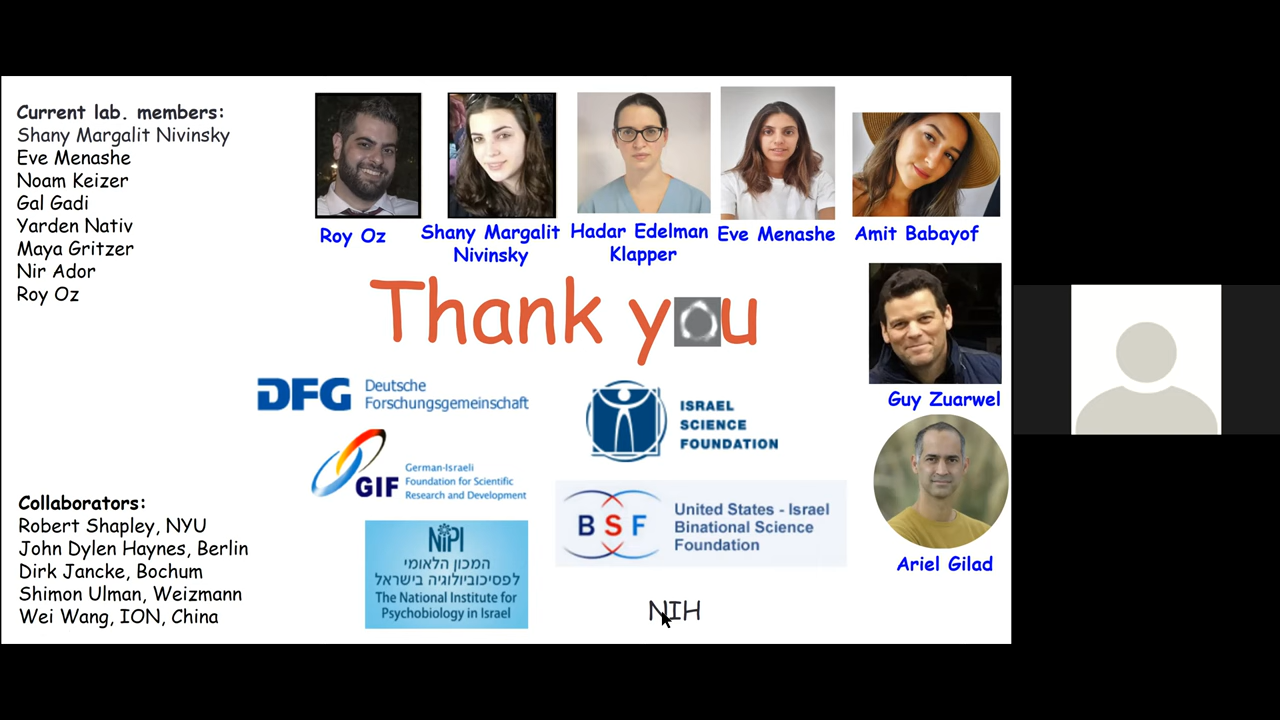 Current lab. members:
Shany Margalit Nivinsky
Eve Menashe
Noam Keizer
Gal Gadi
Yarden Nativ
Maya Gritzer
Nir Ador
Roy Oz
Roy Oz
Shany Margalit
Nivinsky
Hadar Edelman
Klapper
Eve Menashe
Amit Babayof
Thank you
Guy Zuarwel
DFG Deutsche
Forschungsgemeinschaft
ISRAEL
SCIENCE
FOUNDATION
GIF German-Israeli
Foundation for Scientific
Research and Development
BSF United States - Israel
Binational Science
Foundation
Ariel Gilad
Collaborators:
Robert Shapley, NYU
John Dylen Haynes, Berlin
Dirk Jancke, Bochum
Shimon Ulman, Weizmann
Wei Wang, ION, China
NiPI
המכון הלאומי
לפסיכוביולוגיה בישראל
The National Institute for
Psychobiology in Israel
NIH